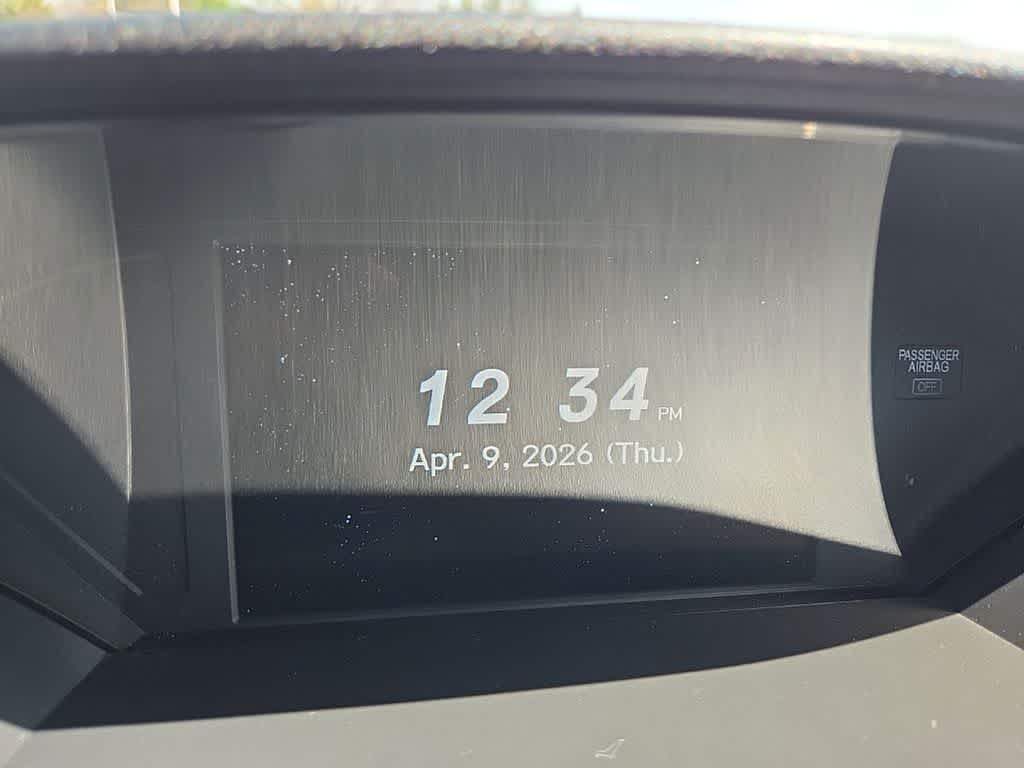 12 34 PM
Apr. 9, 2026 (Thu.)
PASSENGER
AIRBAG
OFF